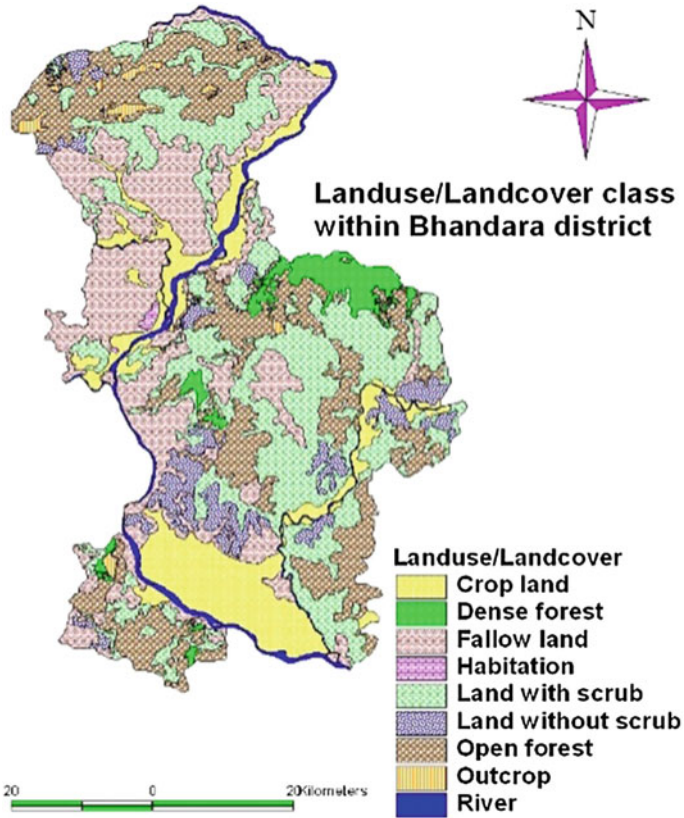 N
Landuse/Landcover class
within Bhandara district
Landuse/Landcover
Crop land
Dense forest
Fallow land
Habitation
Land with scrub
Land without scrub
Open forest
Outcrop
River
20 0 20Kilometers